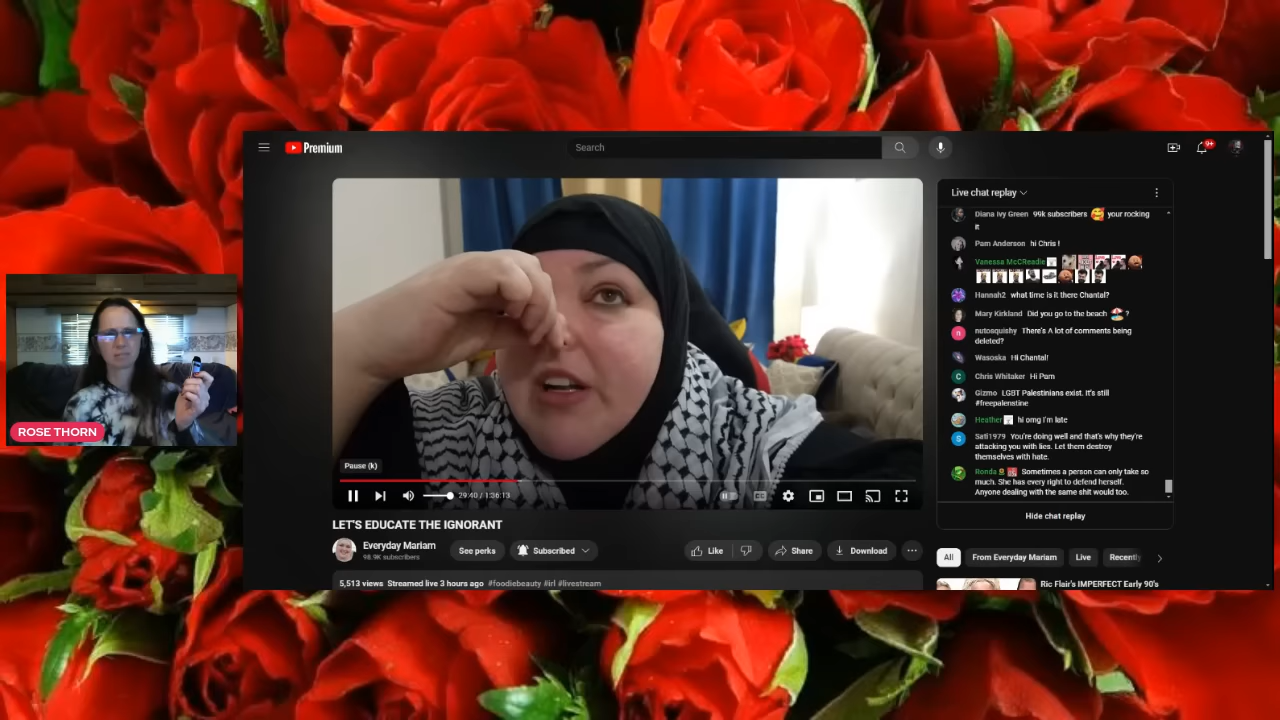 Premium
Search
9+
Live chat replay
Diana Ivy Green 99k subscribers your rocking
it
Pam Anderson hi Chris !
Vanessa McCReadie
Hannah2 what time is it there Chantal?
Mary Kirkland Did you go to the beach ?
nutosquishy There's A lot of comments being
deleted?
Wasoska Hi Chantal!
Chris Whitaker Hi Pam
Gizmo LGBT Palestinians exist. It's still
#freepalenstine
Heather hi omg I'm late
Sati1979 You're doing well and that's why they're
attacking you with lies. Let them destroy
themselves with hate.
Ronda Sometimes a person can only take so
much. She has every right to defend herself.
Anyone dealing with the same shit would too.
Hide chat replay
ROSE THORN
Pause (k)
29:40 / 1:36:13
LET'S EDUCATE THE IGNORANT
Everyday Mariam
98.9K subscribers
See perks
Subscribed
Like
Share
Download
All
From Everyday Mariam
Live
Recently
5,513 views Streamed live 3 hours ago #foodiebeauty #irl #livestream
Ric Flair's IMPERFECT Early 90's